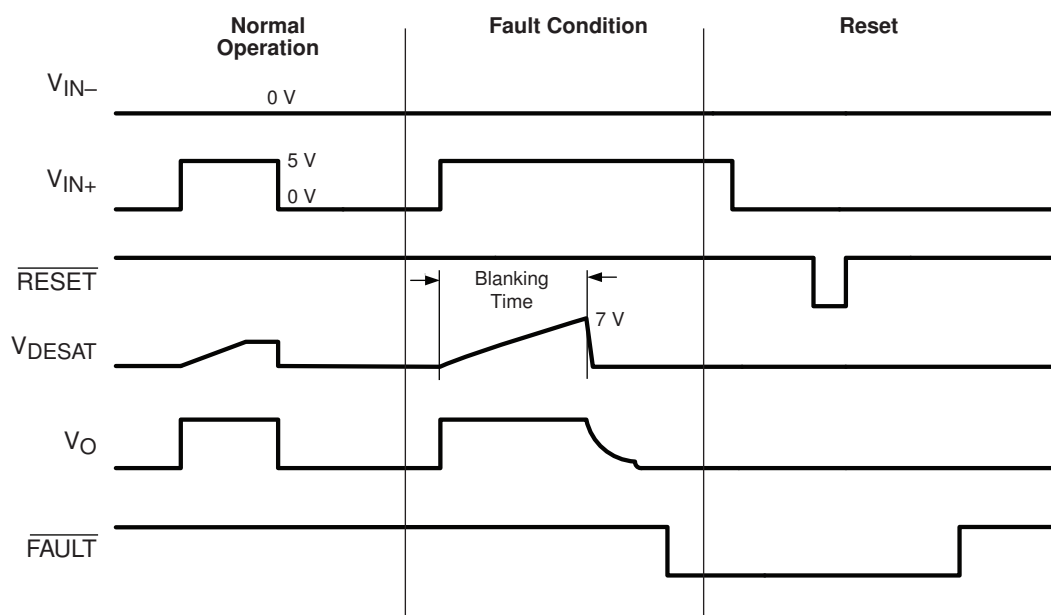 Normal
Operation
Fault Condition
Reset
VIN–
0 V
VIN+
5 V
0 V
RESET
Blanking
Time
7 V
VDESAT
VO
FAULT